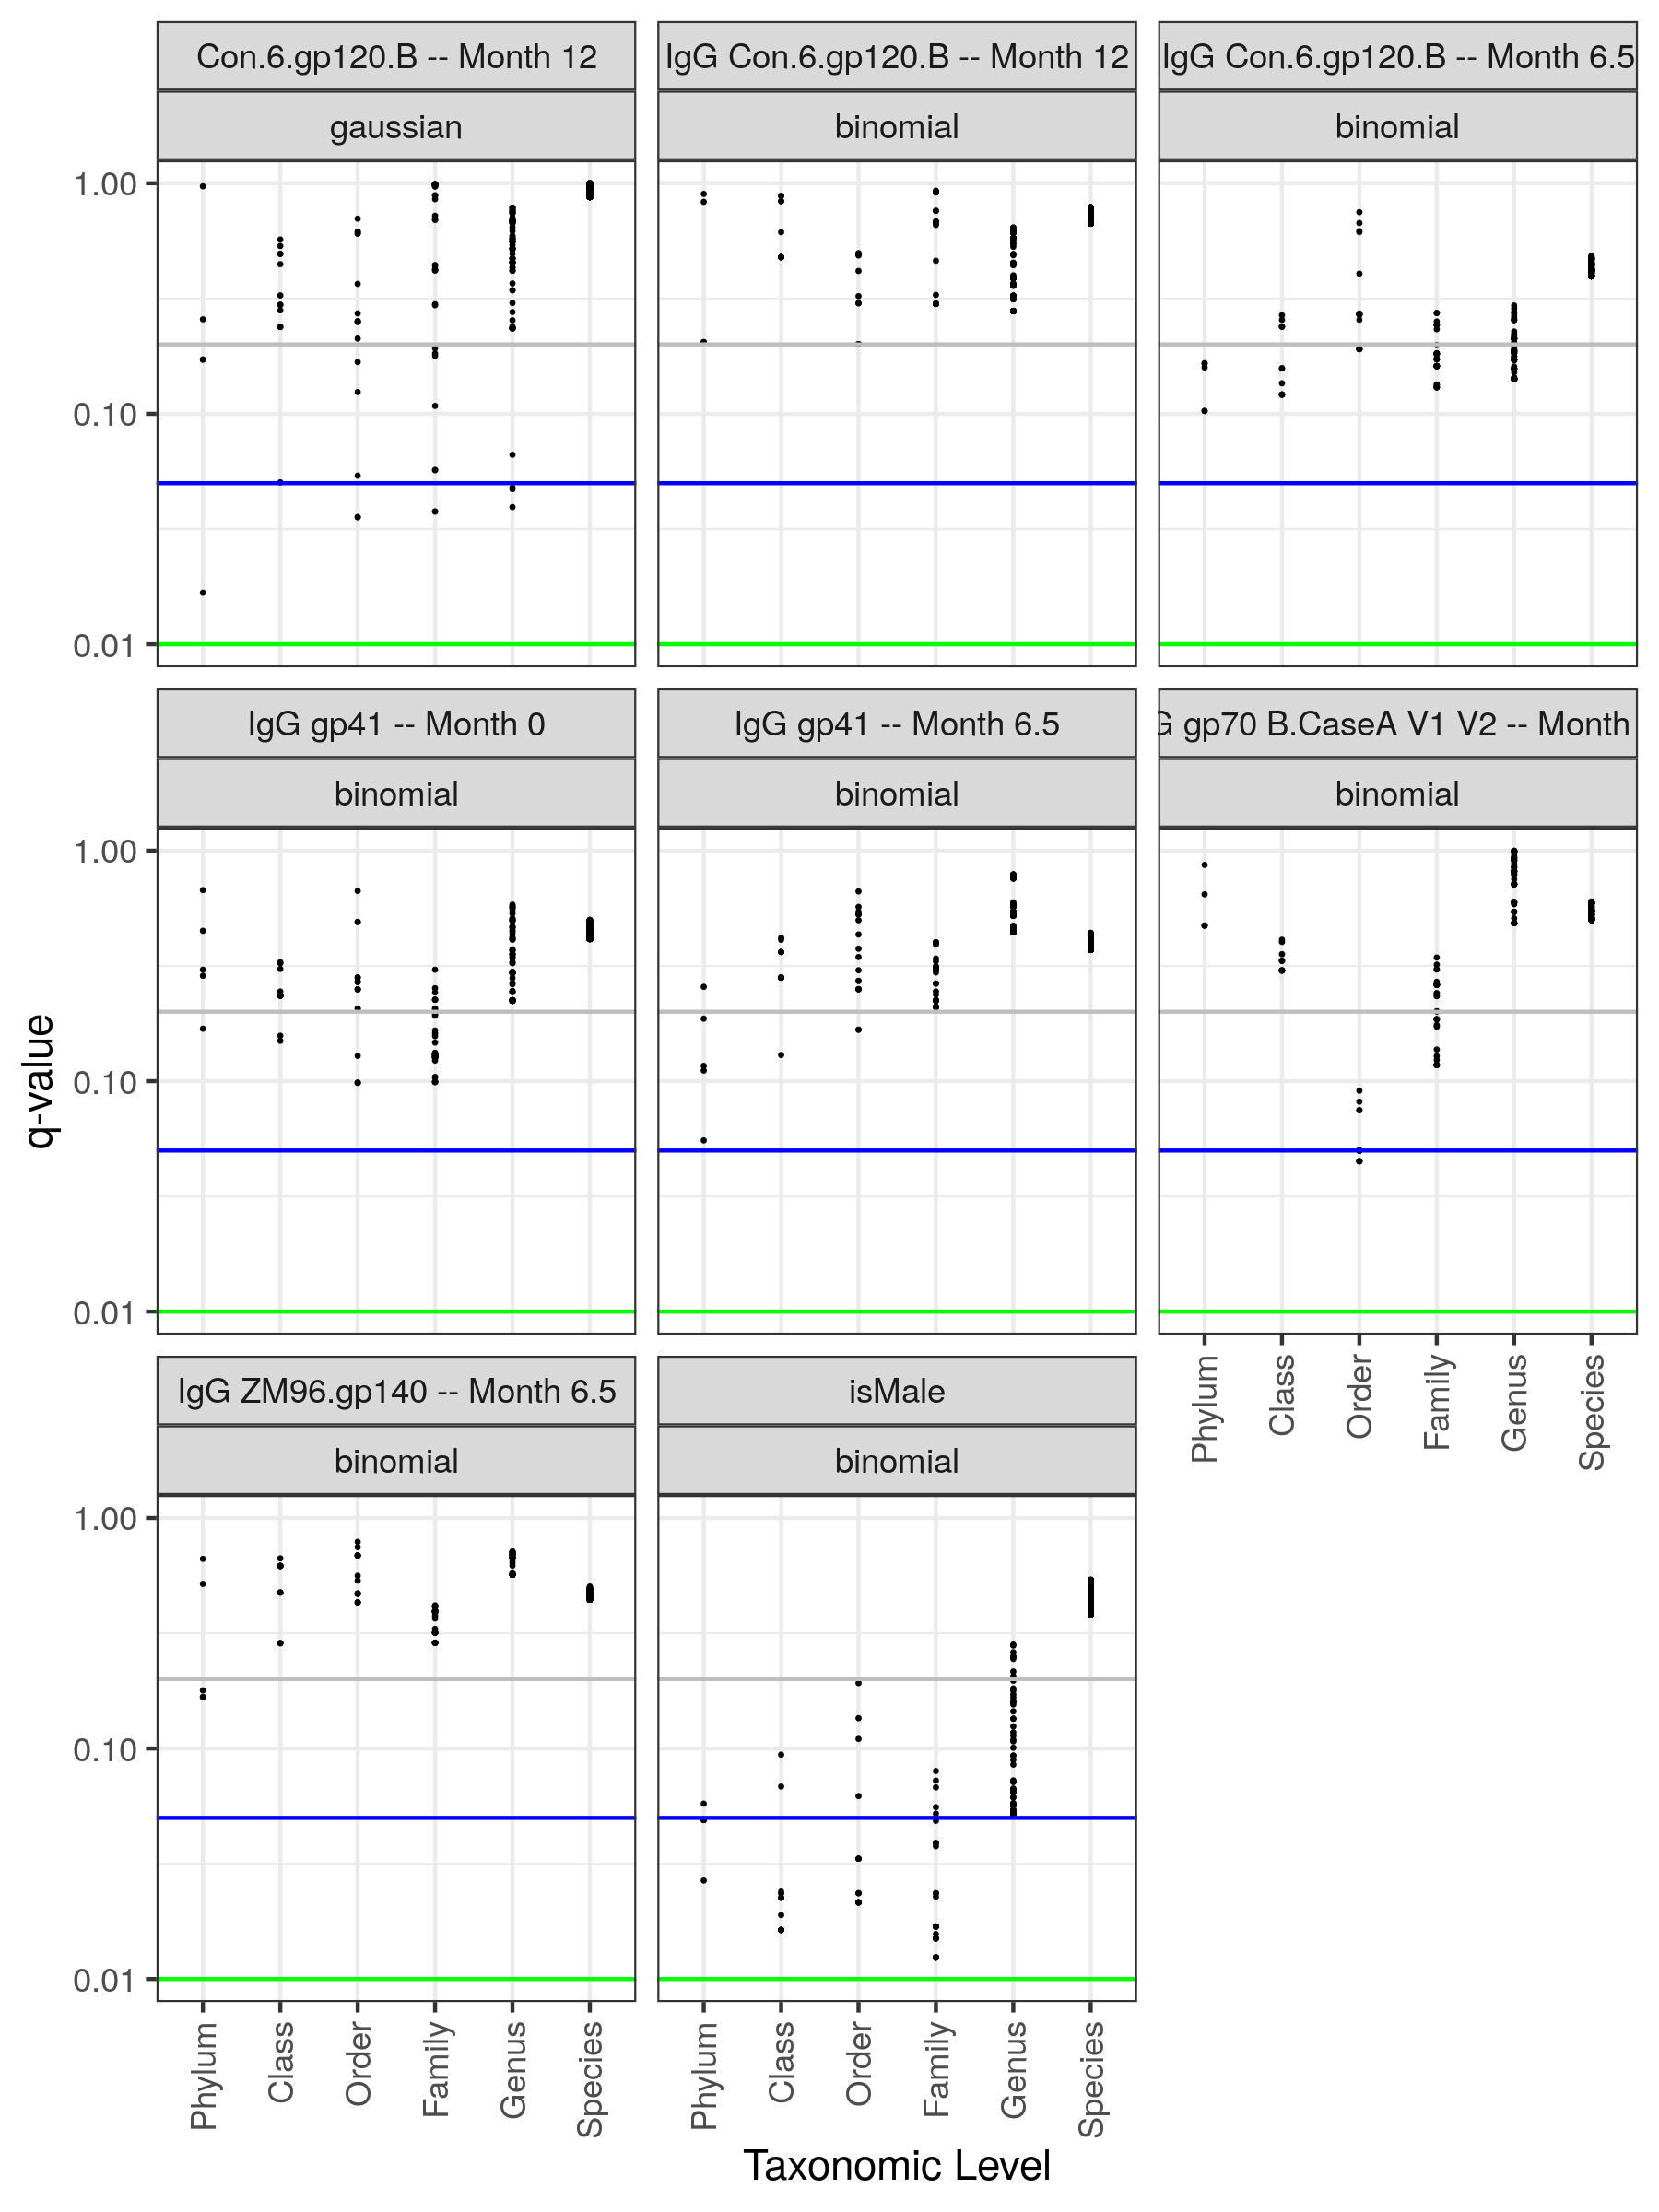 Con.6.gp120.B -- Month 12
IgG Con.6.gp120.B -- Month 12
IgG Con.6.gp120.B -- Month 6.5
gaussian
binomial
binomial
1.00
0.10
0.01
IgG gp41 -- Month 0
IgG gp41 -- Month 6.5
G gp70 B.CaseA V1 V2 -- Month
binomial
binomial
binomial
1.00
0.10
0.01
Phylum
Class
Order
Family
Genus
Species
IgG ZM96.gp140 -- Month 6.5
isMale
binomial
binomial
1.00
0.10
0.01
Phylum
Class
Order
Family
Genus
Species
Phylum
Class
Order
Family
Genus
Species
q-value
Taxonomic Level